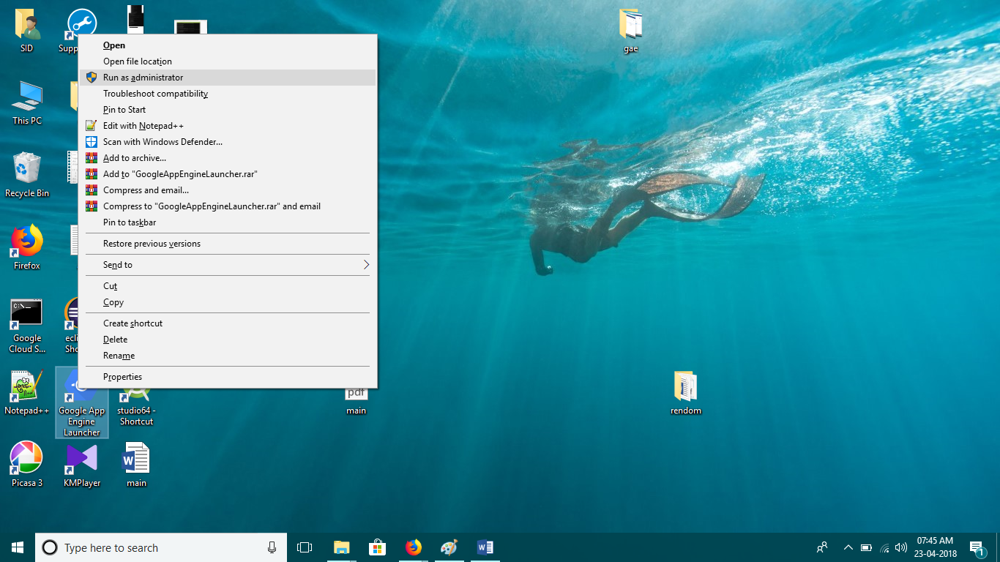 SID
Supp
gae
Open
Open file location
Run as administrator
Troubleshoot compatibility
Pin to Start
Edit with Notepad++
Scan with Windows Defender...
Add to archive...
Add to "GoogleAppEngineLauncher.rar"
Compress and email...
Compress to "GoogleAppEngineLauncher.rar" and email
Pin to taskbar
Restore previous versions
Send to
Cut
Copy
Create shortcut
Delete
Rename
Properties
This PC
Recycle Bin
Firefox
C:\_
Google
Cloud S...
ecli
Sho
Notepad++
Google App
Engine
Launcher
studio64 -
Shortcut
pdf
main
rendom
Picasa 3
KMPlayer
W
main
Type here to search
W
07:45 AM
23-04-2018
1